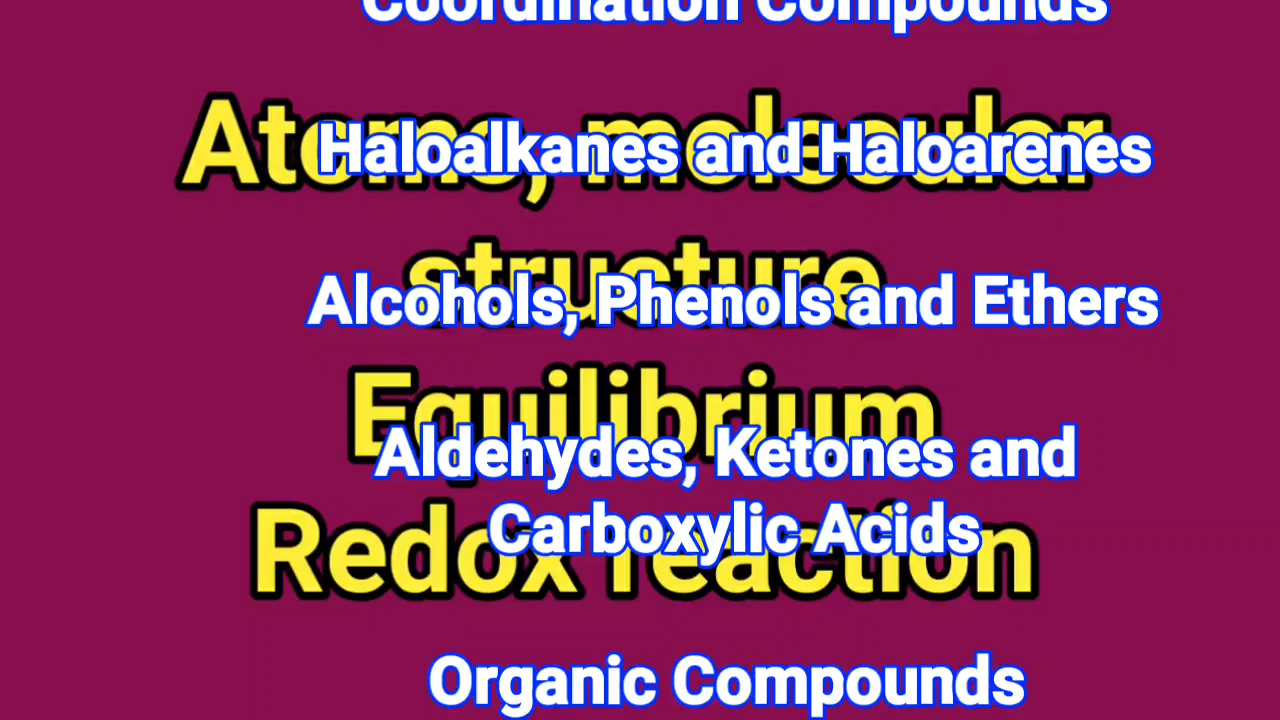 Coordination Compounds
Atoms, molecular
Haloalkanes and Haloarenes
structure
Alcohols, Phenols and Ethers
Equilibrium
Aldehydes, Ketones and
Carboxylic Acids
Redox reaction
Organic Compounds